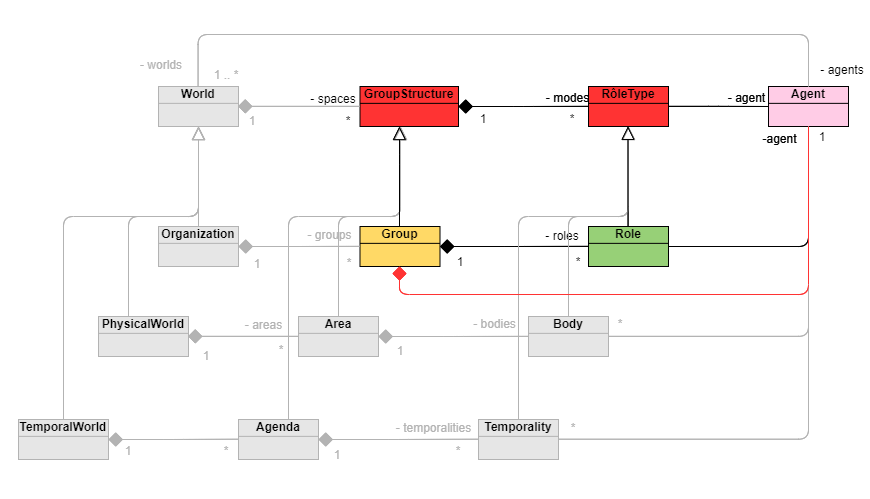 - worlds
1 .. *
- agents
World
- spaces
GroupStructure
- modes
RôleType
- agent
Agent
1
*
1
*
-agent
1
Organization
- groups
Group
- roles
Role
1
*
1
*
PhysicalWorld
- areas
Area
- bodies
Body
*
1
*
1
TemporalWorld
Agenda
- temporalities
Temporality
*
1
*
1
*